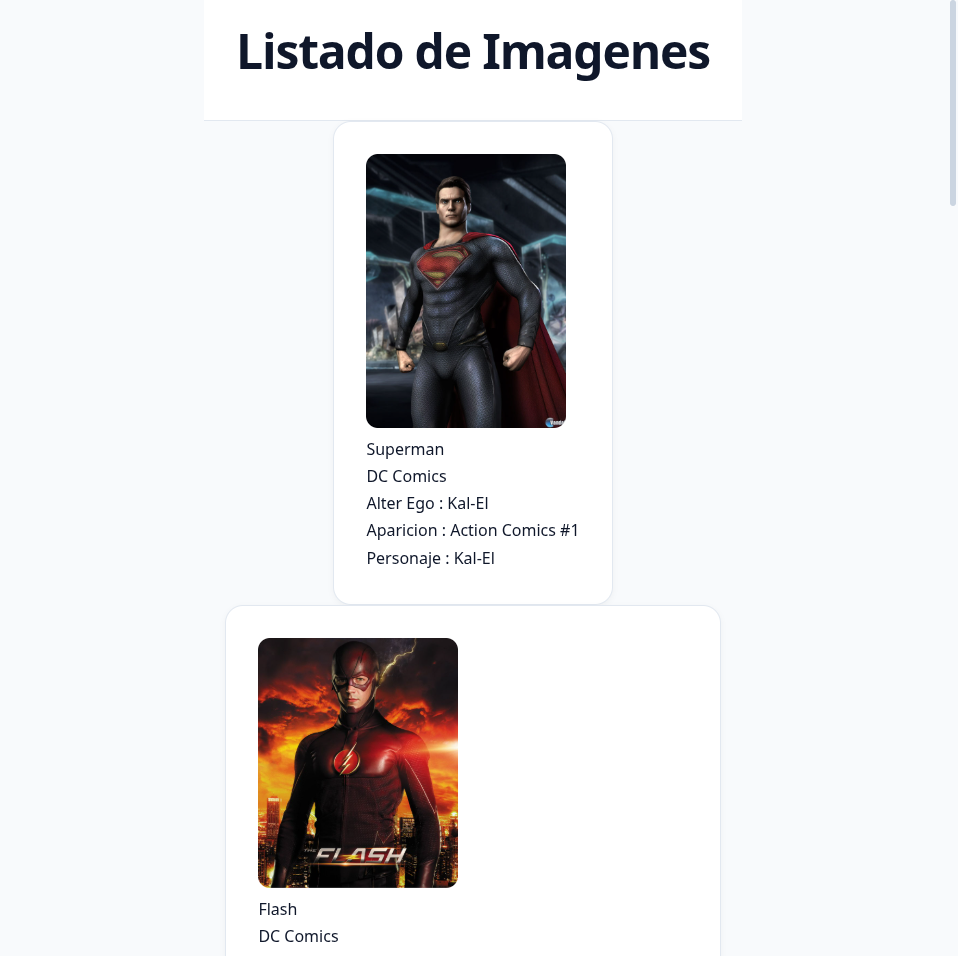 Listado de Imagenes
Superman
DC Comics
Alter Ego : Kal-El
Aparicion : Action Comics #1
Personaje : Kal-El
THE FLASH
Flash
DC Comics